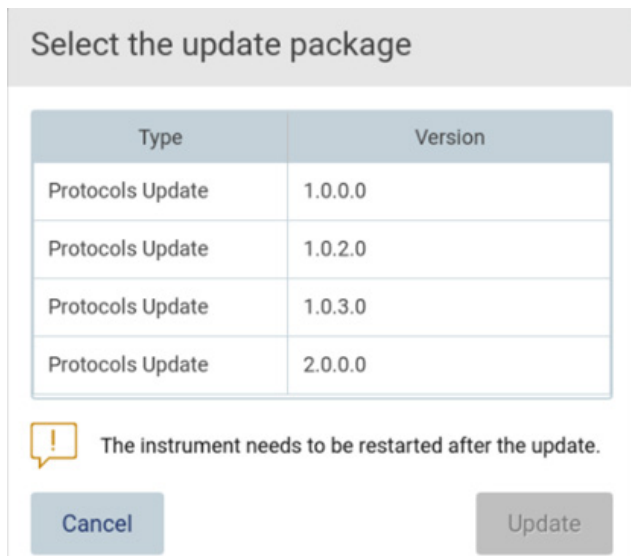 Select the update package
Type Version
Protocols Update 1.0.0.0
Protocols Update 1.0.2.0
Protocols Update 1.0.3.0
Protocols Update 2.0.0.0
! The instrument needs to be restarted after the update.
Cancel Update